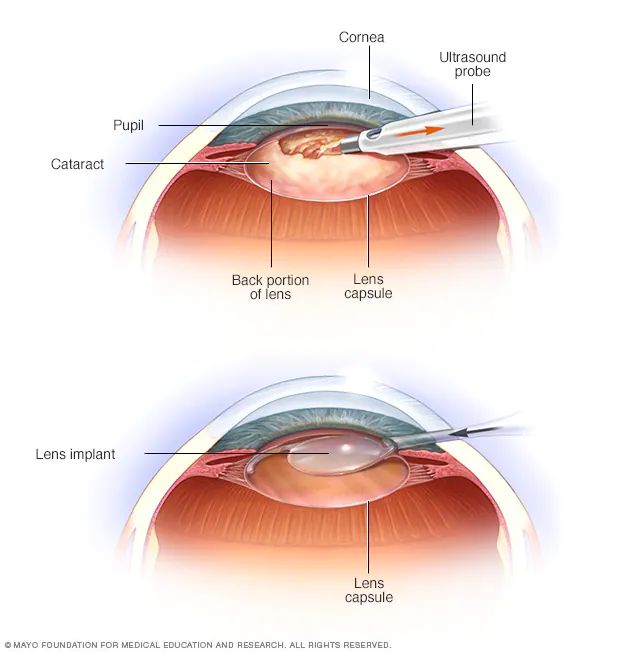 Cornea
Ultrasound
probe
Pupil
Cataract
Back portion
of lens
Lens
capsule
Lens implant
Lens
capsule
© MAYO FOUNDATION FOR MEDICAL EDUCATION AND RESEARCH. ALL RIGHTS RESERVED.